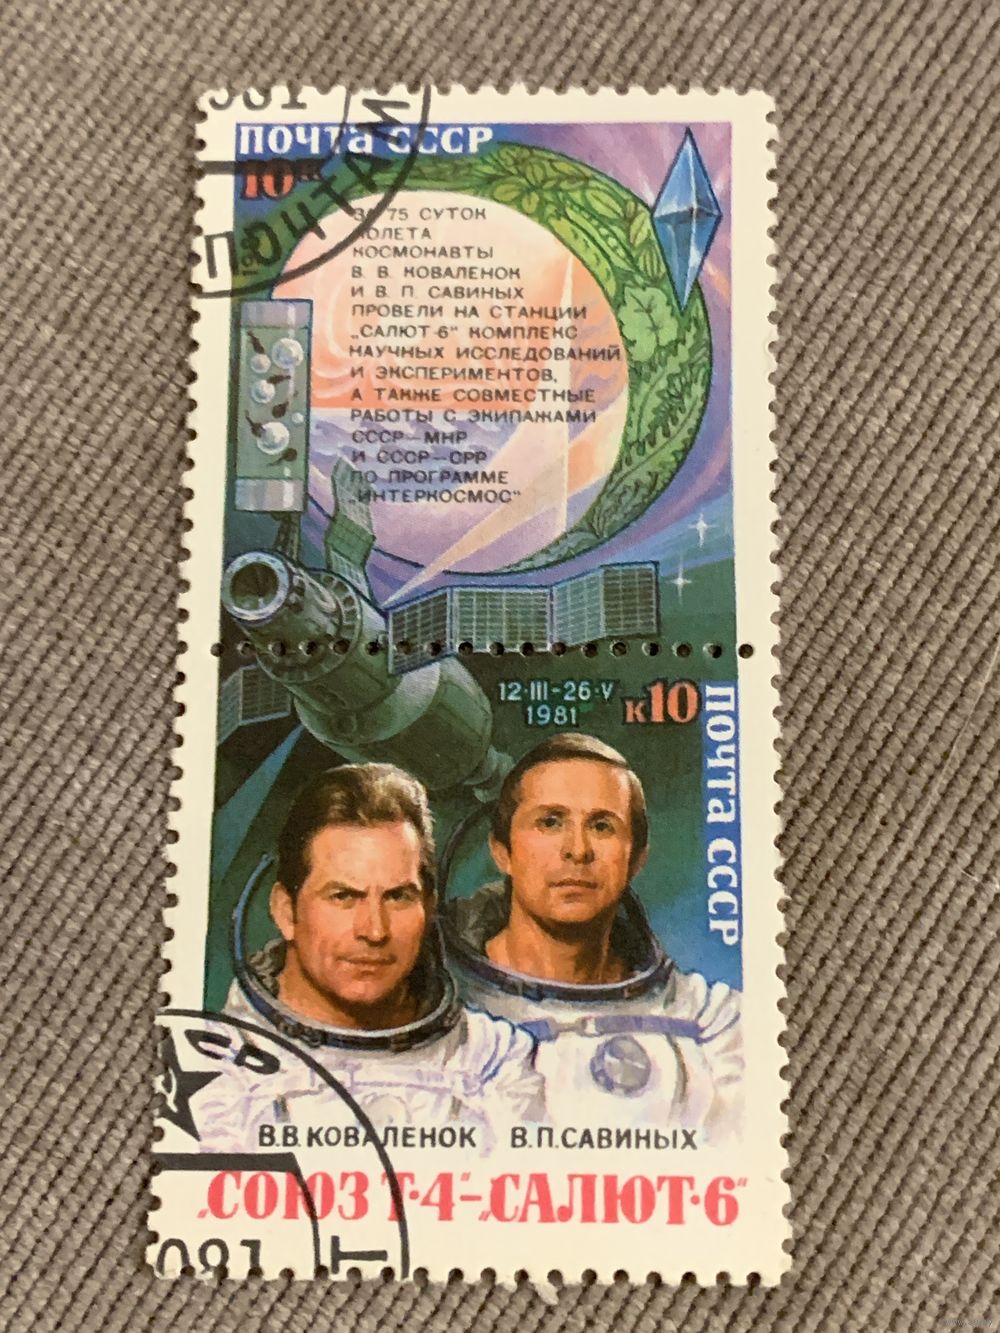 ПОЧТА СССР
10к
ПОЧТАМ
ЗА 75 СУТОК
ПОЛЕТА
КОСМОНАВТЫ
В. В. КОВАЛЕНОК
И В. П. САВИНЫХ
ПРОВЕЛИ НА СТАНЦИИ
„САЛЮТ-6" КОМПЛЕКС
НАУЧНЫХ ИССЛЕДОВАНИЙ
И ЭКСПЕРИМЕНТОВ,
А ТАКЖЕ СОВМЕСТНЫЕ
РАБОТЫ С ЭКИПАЖАМИ
СССР—МНР
И СССР—СРР
ПО ПРОГРАММЕ
„ИНТЕРКОСМОС"
12·III-26·V
1981
к10
ПОЧТА СССР
В.В.КОВАЛЕНОК В.П.САВИНЫХ
„СОЮЗ Т·4"-„САЛЮТ·6"